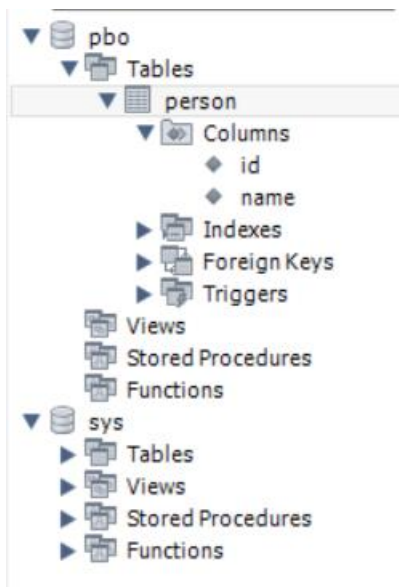 pbo
Tables
person
Columns
id
name
Indexes
Foreign Keys
Triggers
Views
Stored Procedures
Functions
sys
Tables
Views
Stored Procedures
Functions